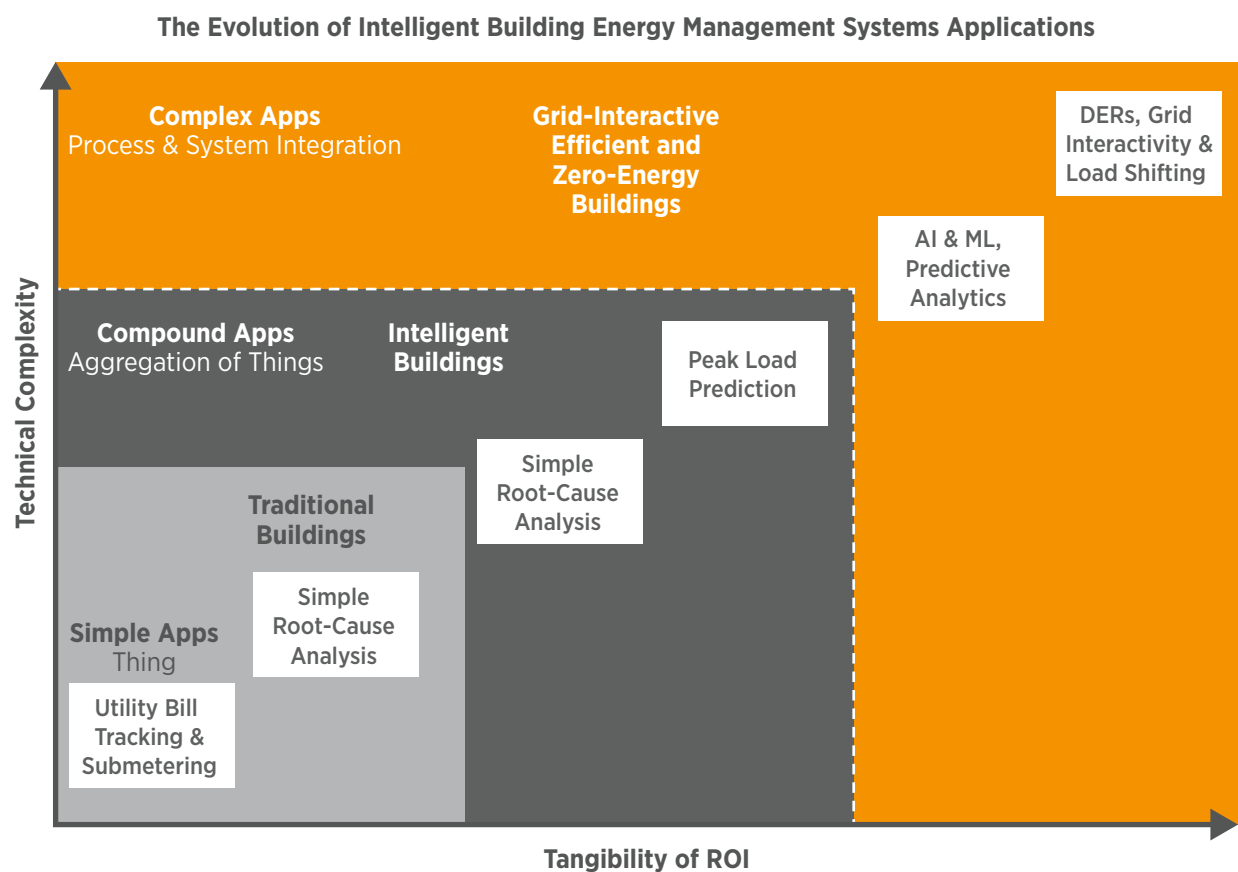 The Evolution of Intelligent Building Energy Management Systems Applications
Technical Complexity
Complex Apps
Process & System Integration
Grid-Interactive
Efficient and
Zero-Energy
Buildings
DERs, Grid
Interactivity &
Load Shifting
AI & ML,
Predictive
Analytics
Compound Apps
Aggregation of Things
Intelligent
Buildings
Peak Load
Prediction
Simple
Root-Cause
Analysis
Traditional
Buildings
Simple
Root-Cause
Analysis
Simple Apps
Thing
Utility Bill
Tracking &
Submetering
Tangibility of ROI